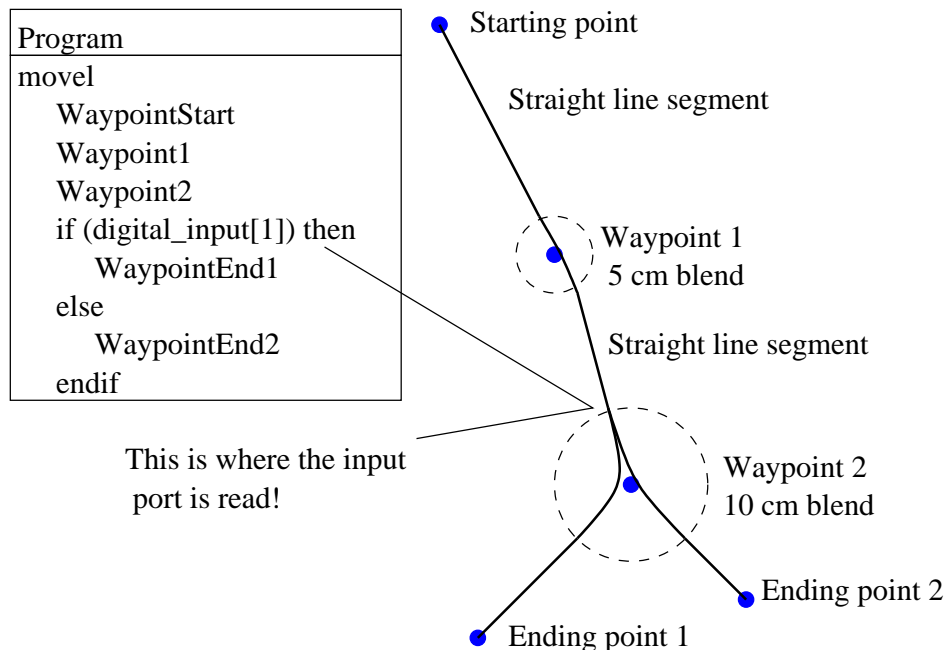 Program
movel
WaypointStart
Waypoint1
Waypoint2
if (digital_input[1]) then
WaypointEnd1
else
WaypointEnd2
endif
Starting point
Straight line segment
Waypoint 1
5 cm blend
Straight line segment
This is where the input
port is read!
Waypoint 2
10 cm blend
Ending point 2
Ending point 1